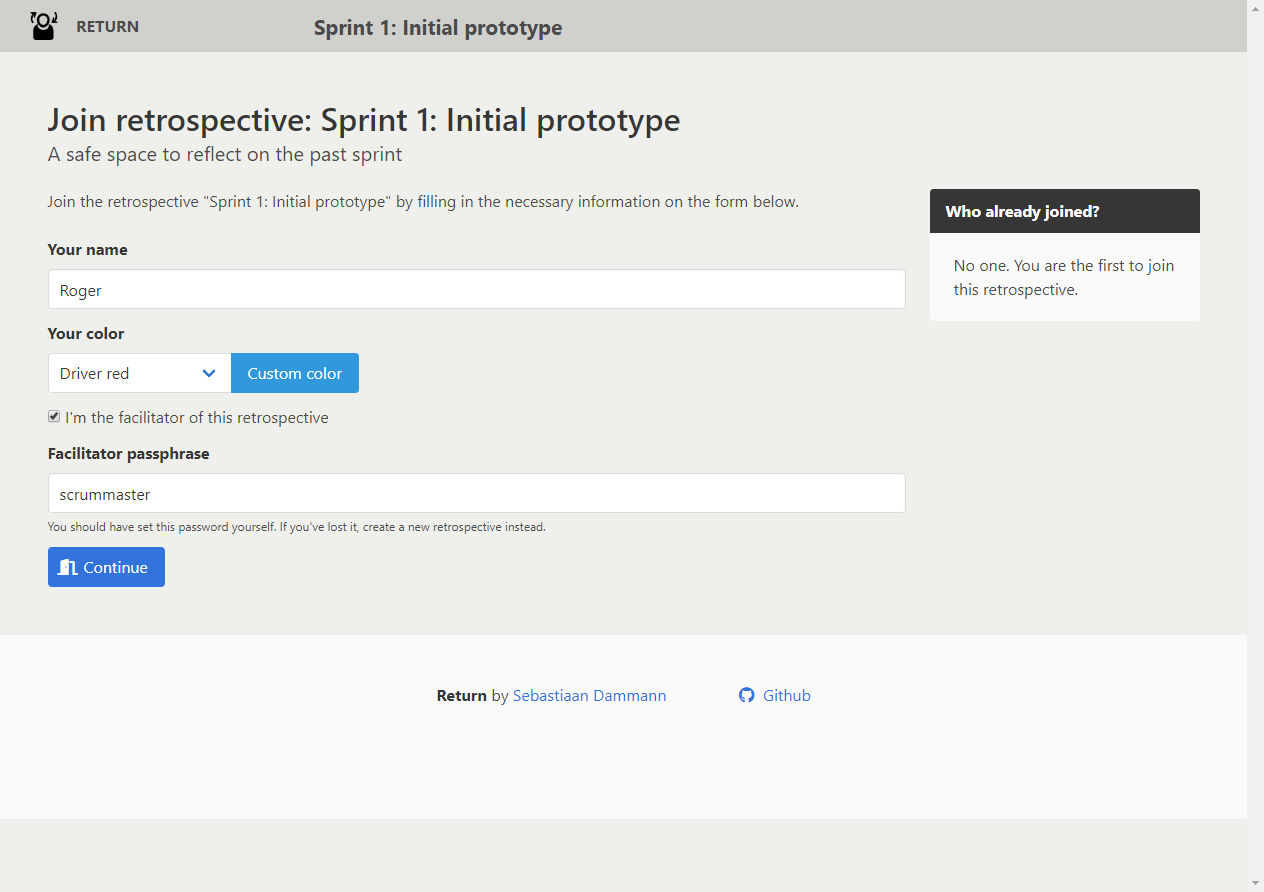 RETURN
Sprint 1: Initial prototype
Join retrospective: Sprint 1: Initial prototype
A safe space to reflect on the past sprint
Join the retrospective "Sprint 1: Initial prototype" by filling in the necessary information on the form below.
Your name
Roger
Your color
Driver red
Custom color
I'm the facilitator of this retrospective
Facilitator passphrase
scrummaster
You should have set this password yourself. If you've lost it, create a new retrospective instead.
Continue
Who already joined?
No one. You are the first to join
this retrospective.
Return by Sebastiaan Dammann
Github